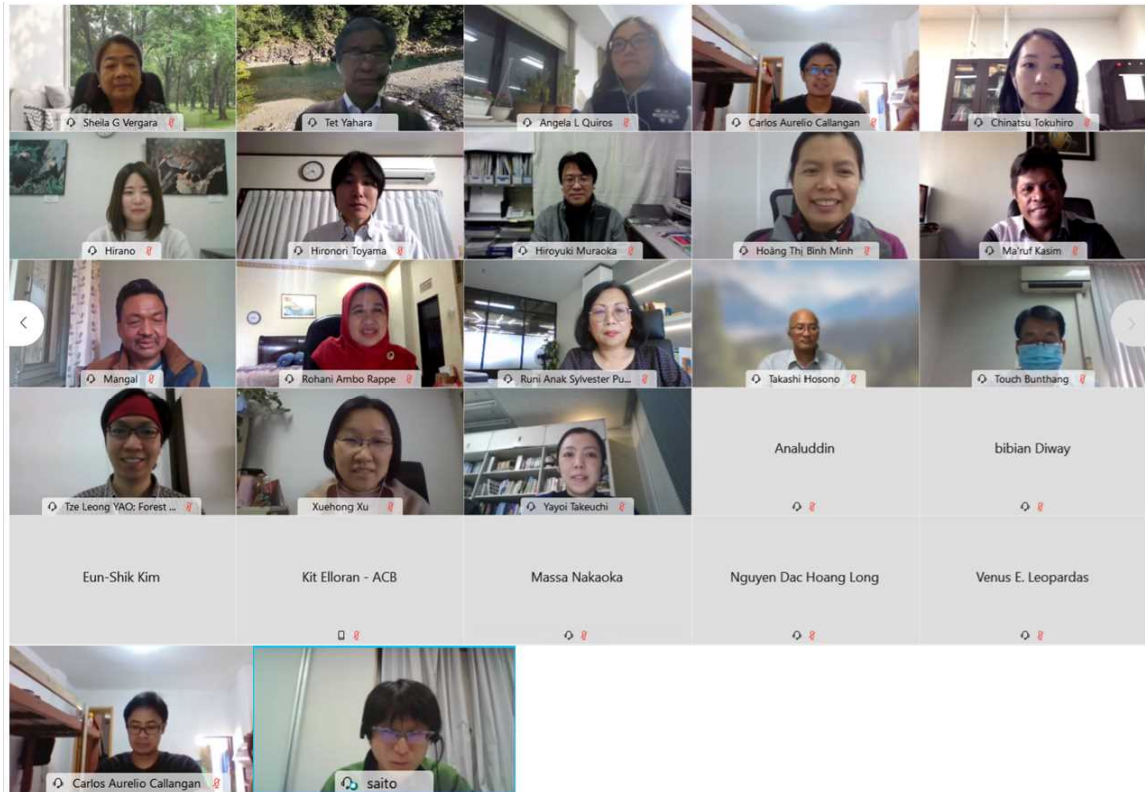 Sheila G Vergara
Tet Yahara
Angela L Quiros
Carlos Aurelio Callangan
Chinatsu Tokuhiro
Hirano
Hironori Toyama
Hiroyuki Muraoka
Hoàng Thị Bình Minh
Ma'ruf Kasim
Mangal
Rohani Ambo Rappe
Runi Anak Sylvester Pu...
Takashi Hosono
Touch Bunthang
Tze Leong YAO: Forest ...
Xuehong Xu
Yayoi Takeuchi
Analuddin
bibian Diway
Eun-Shik Kim
Kit Elloran - ACB
Massa Nakaoka
Nguyen Dac Hoang Long
Venus E. Leopardas
Carlos Aurelio Callangan
saito